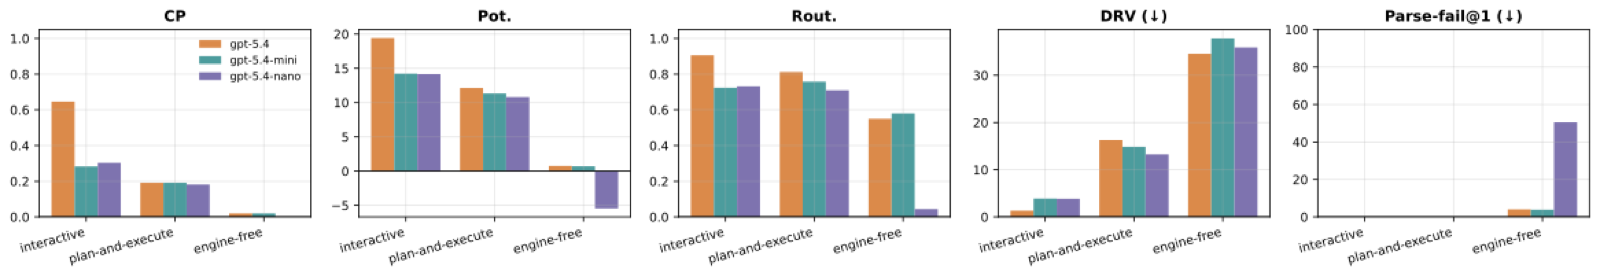 CP
1.0
0.8
0.6
0.4
0.2
0.0
gpt-5.4
gpt-5.4-mini
gpt-5.4-nano
interactive
plan-and-execute
engine-free
Pot.
20
15
10
5
0
−5
interactive
plan-and-execute
engine-free
Rout.
1.0
0.8
0.6
0.4
0.2
0.0
interactive
plan-and-execute
engine-free
DRV (↓)
30
20
10
0
interactive
plan-and-execute
engine-free
Parse-fail@1 (↓)
100
80
60
40
20
0
interactive
plan-and-execute
engine-free